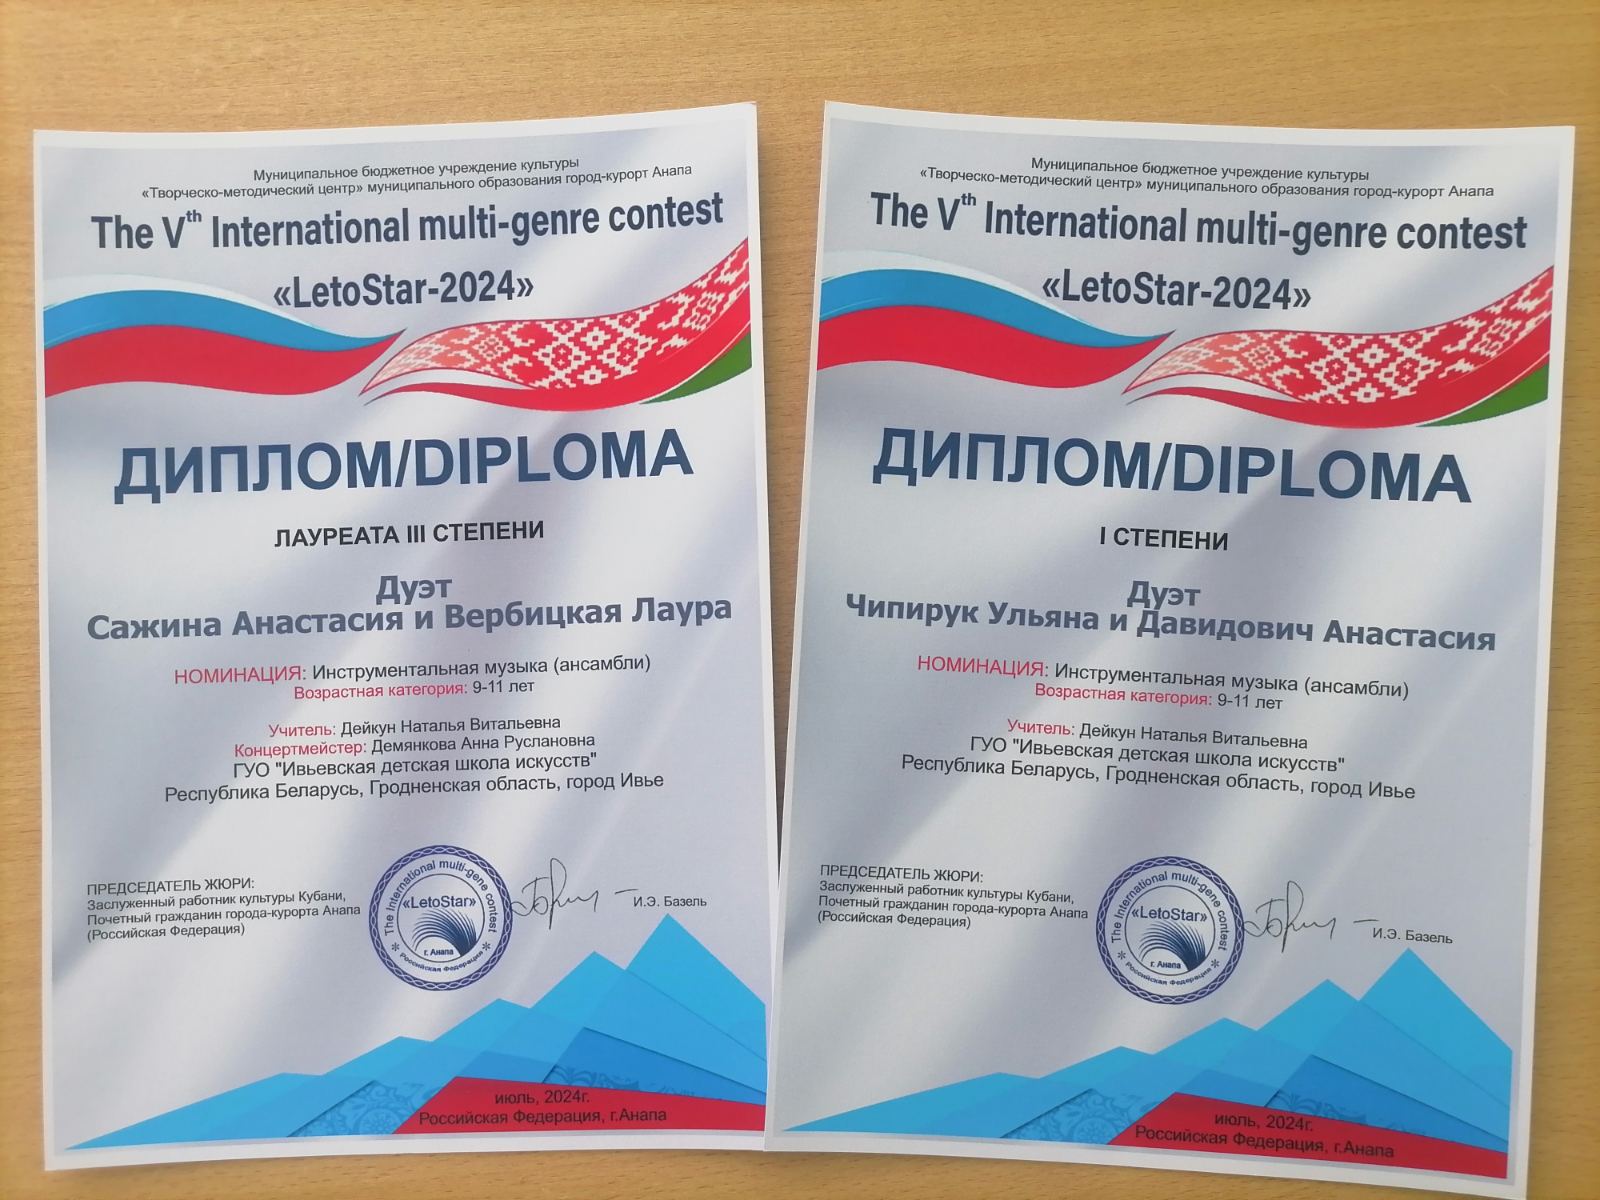 Муниципальное бюджетное учреждение культуры
«Творческо-методический центр» муниципального образования город-курорт Анапа
The Vth International multi-genre contest
«LetoStar-2024»
ДИПЛОМ/DIPLOMA
ЛАУРЕАТА III СТЕПЕНИ
Дуэт
Сажина Анастасия и Вербицкая Лаура
НОМИНАЦИЯ: Инструментальная музыка (ансамбли)
Возрастная категория: 9-11 лет
Учитель: Дейкун Наталья Витальевна
Концертмейстер: Демянкова Анна Руслановна
ГУО "Ивьевская детская школа искусств"
Республика Беларусь, Гродненская область, город Ивье
ПРЕДСЕДАТЕЛЬ ЖЮРИ:
Заслуженный работник культуры Кубани,
Почетный гражданин города-курорта Анапа
(Российская Федерация)
The International multi-gene contest
«LetoStar»
г. Анапа
Российская Федерация
И.Э. Базель
июль, 2024г.
Российская Федерация, г.Анапа
Муниципальное бюджетное учреждение культуры
«Творческо-методический центр» муниципального образования город-курорт Анапа
The Vth International multi-genre contest
«LetoStar-2024»
ДИПЛОМ/DIPLOMA
I СТЕПЕНИ
Дуэт
Чипирук Ульяна и Давидович Анастасия
НОМИНАЦИЯ: Инструментальная музыка (ансамбли)
Возрастная категория: 9-11 лет
Учитель: Дейкун Наталья Витальевна
ГУО "Ивьевская детская школа искусств"
Республика Беларусь, Гродненская область, город Ивье
ПРЕДСЕДАТЕЛЬ ЖЮРИ:
Заслуженный работник культуры Кубани,
Почетный гражданин города-курорта Анапа
(Российская Федерация)
The International multi-gene contest
«LetoStar»
г. Анапа
Российская Федерация
И.Э. Базель
июль, 2024г.
Российская Федерация, г.Анапа